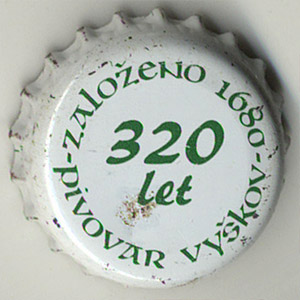 ZALOŽENO 1680
320
let
PIVOVAR VYŠKOV